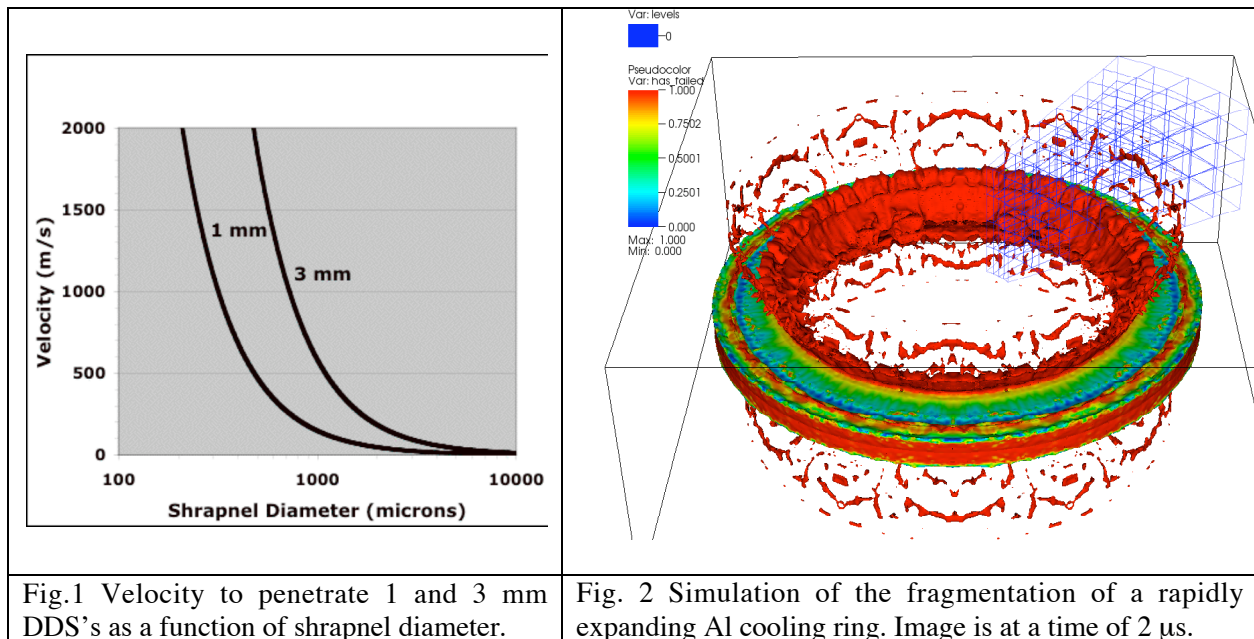 2000
1500
1000
500
0
Velocity (m/s)
1 mm
3 mm
100
1000
10000
Shrapnel Diameter (microns)
Var: levels
0
Pseudocolor
Var: has_failed
1.000
0.7502
0.5001
0.2501
0.000
Max: 1.000
Min: 0.000
Fig.1 Velocity to penetrate 1 and 3 mm
DDS's as a function of shrapnel diameter.
Fig. 2 Simulation of the fragmentation of a rapidly
expanding Al cooling ring. Image is at a time of 2 μs.